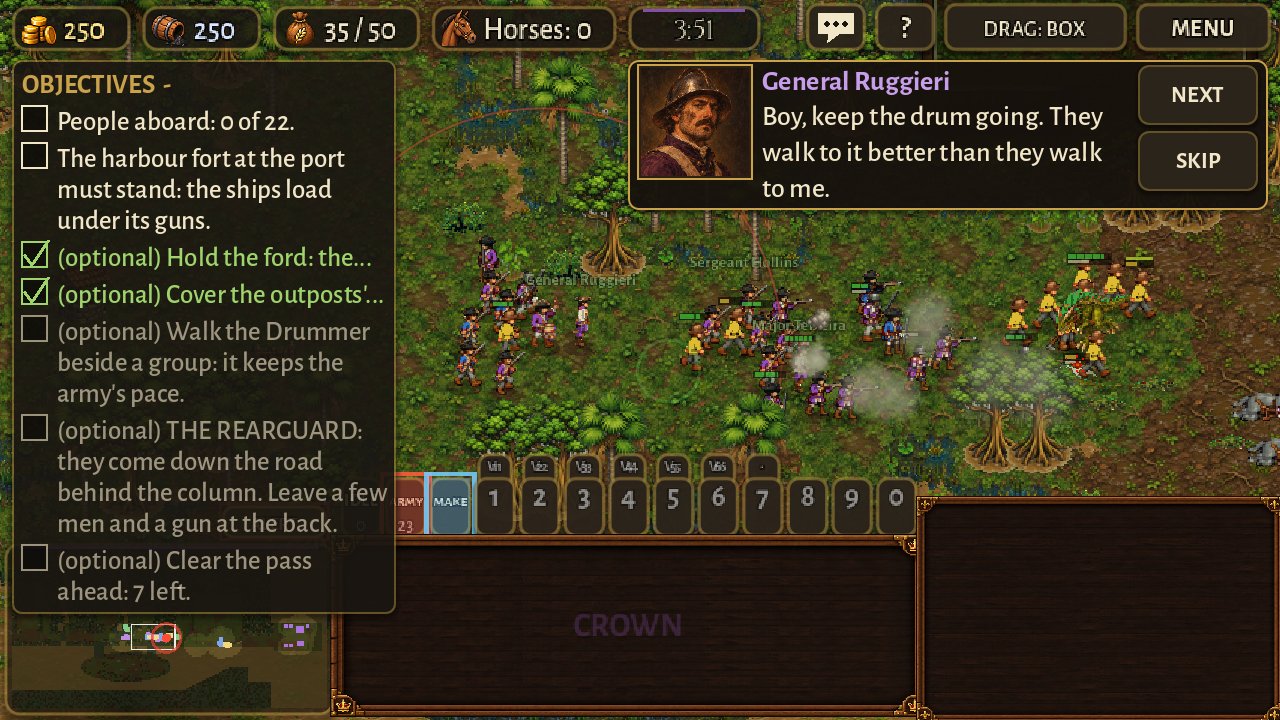 250
250
35 / 50
Horses: 0
3:51
?
DRAG: BOX
MENU
OBJECTIVES -
People aboard: 0 of 22.
The harbour fort at the port
must stand: the ships load
under its guns.
(optional) Hold the ford: the...
(optional) Cover the outposts'...
(optional) Walk the Drummer
beside a group: it keeps the
army's pace.
(optional) THE REARGUARD:
they come down the road
behind the column. Leave a few
men and a gun at the back.
(optional) Clear the pass
ahead: 7 left.
General Ruggieri
Boy, keep the drum going. They
walk to it better than they walk
to me.
NEXT
SKIP
General Ruggieri
Sergeant Hollins
ARMY
23
MAKE
1
2
3
4
5
6
7
8
9
0
CROWN